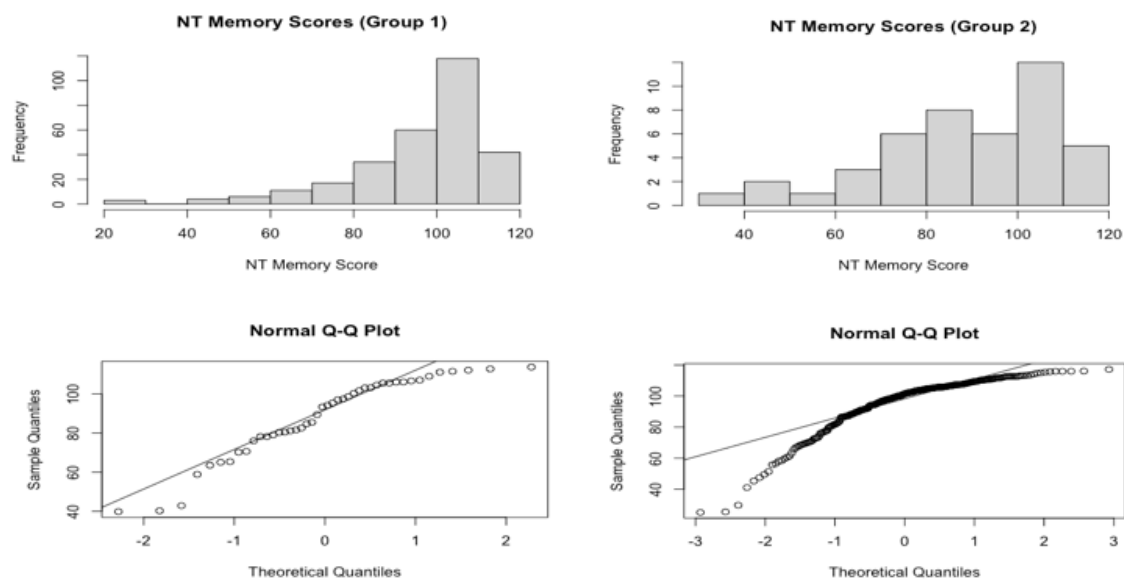 NT Memory Scores (Group 1)
Frequency
0 20 60 100
20 40 60 80 100 120
NT Memory Score
NT Memory Scores (Group 2)
Frequency
0 2 4 6 8 10
40 60 80 100 120
NT Memory Score
Normal Q-Q Plot
Sample Quantiles
40 60 80 100
-2 -1 0 1 2
Theoretical Quantiles
Normal Q-Q Plot
Sample Quantiles
40 60 80 100
-3 -2 -1 0 1 2 3
Theoretical Quantiles